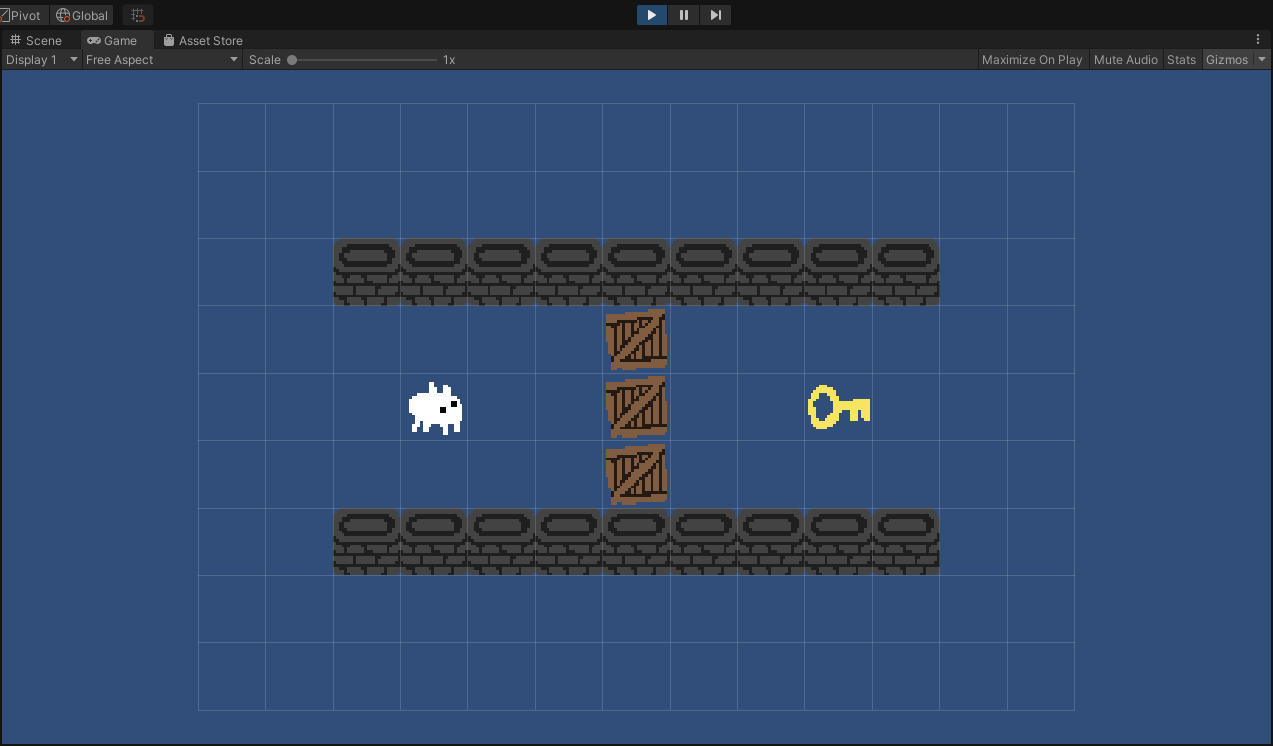 Pivot Global
Scene Game Asset Store
Display 1 Free Aspect Scale 1x Maximize On Play Mute Audio Stats Gizmos